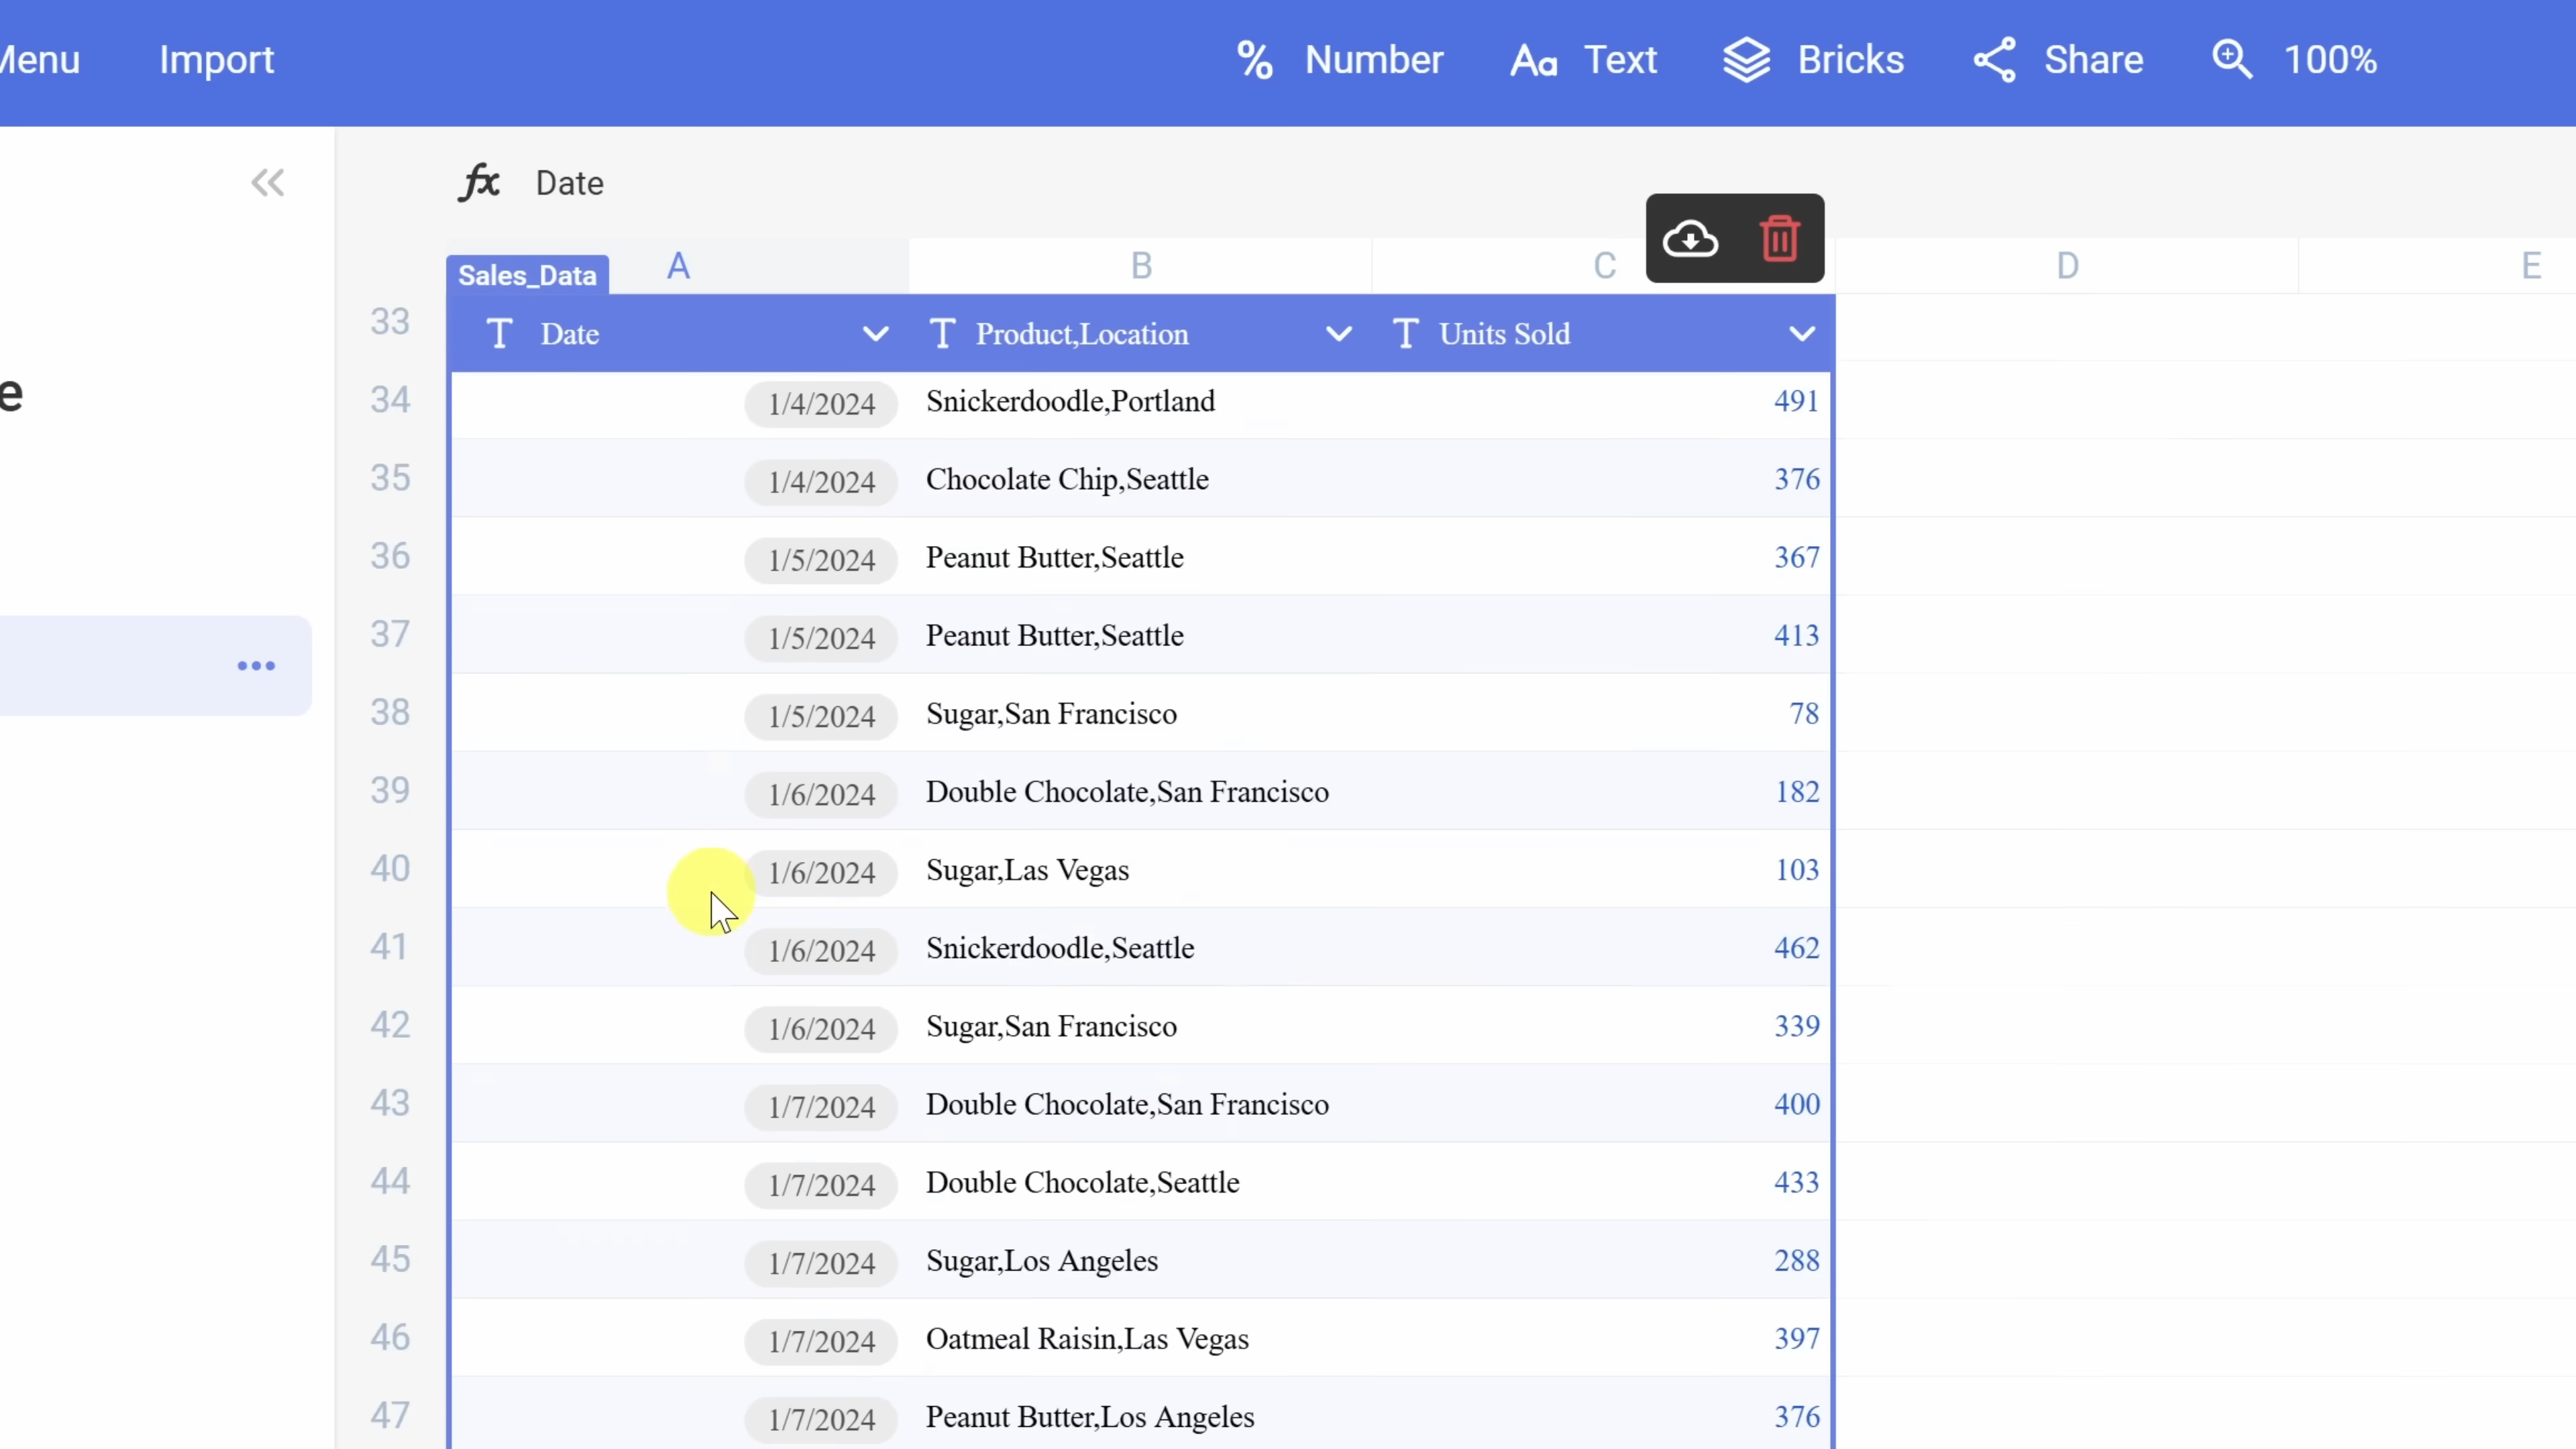 Menu Import % Number Aa Text Bricks Share 100%
fx Date
Sales_Data A B C D E
33 T Date T Product,Location T Units Sold
e
34 1/4/2024 Snickerdoodle,Portland 491
35 1/4/2024 Chocolate Chip,Seattle 376
36 1/5/2024 Peanut Butter,Seattle 367
37 1/5/2024 Peanut Butter,Seattle 413
38 1/5/2024 Sugar,San Francisco 78
39 1/6/2024 Double Chocolate,San Francisco 182
40 1/6/2024 Sugar,Las Vegas 103
41 1/6/2024 Snickerdoodle,Seattle 462
42 1/6/2024 Sugar,San Francisco 339
43 1/7/2024 Double Chocolate,San Francisco 400
44 1/7/2024 Double Chocolate,Seattle 433
45 1/7/2024 Sugar,Los Angeles 288
46 1/7/2024 Oatmeal Raisin,Las Vegas 397
47 1/7/2024 Peanut Butter,Los Angeles 376